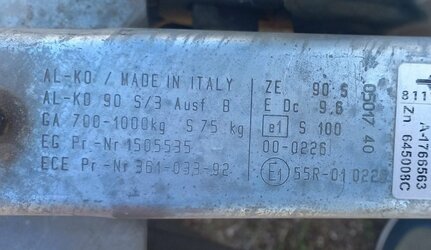 AL-KO / MADE IN ITALY
AL-KO 90 S/3 Ausf. B
GA 700-1000kg S 75 kg
EG Pr.-Nr 1505535
ECE Pr.-Nr 361-033-92
ZE 90 S
E Dc 9,6
e1 S 100
00-0226
E1 55R-01 0226
05017 40
811
A-1765563
Zn 645008C